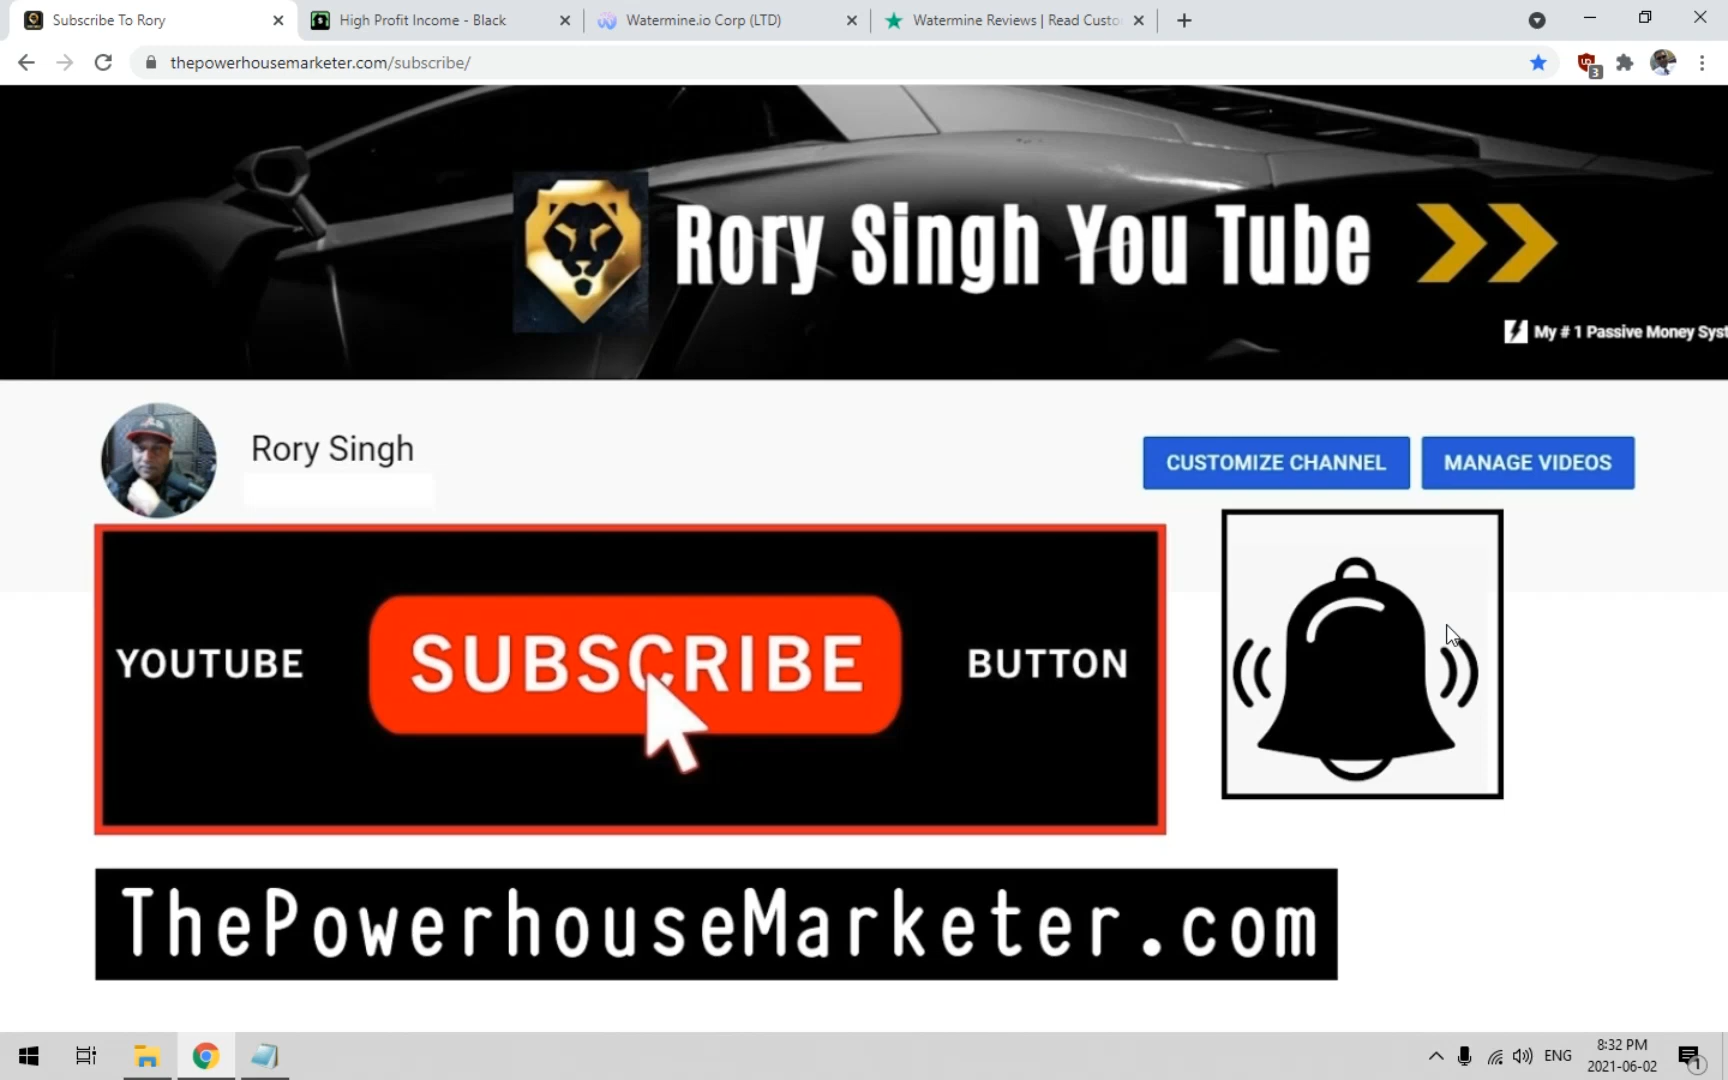 Subscribe To Rory
High Profit Income - Black
Watermine.io Corp (LTD)
Watermine Reviews | Read Custo
thepowerhousemarketer.com/subscribe/
3
Rory Singh You Tube
My # 1 Passive Money Syst
Rory Singh
CUSTOMIZE CHANNEL
MANAGE VIDEOS
YOUTUBE
SUBSCRIBE
BUTTON
ThePowerhouseMarketer.com
ENG
8:32 PM
2021-06-02
1